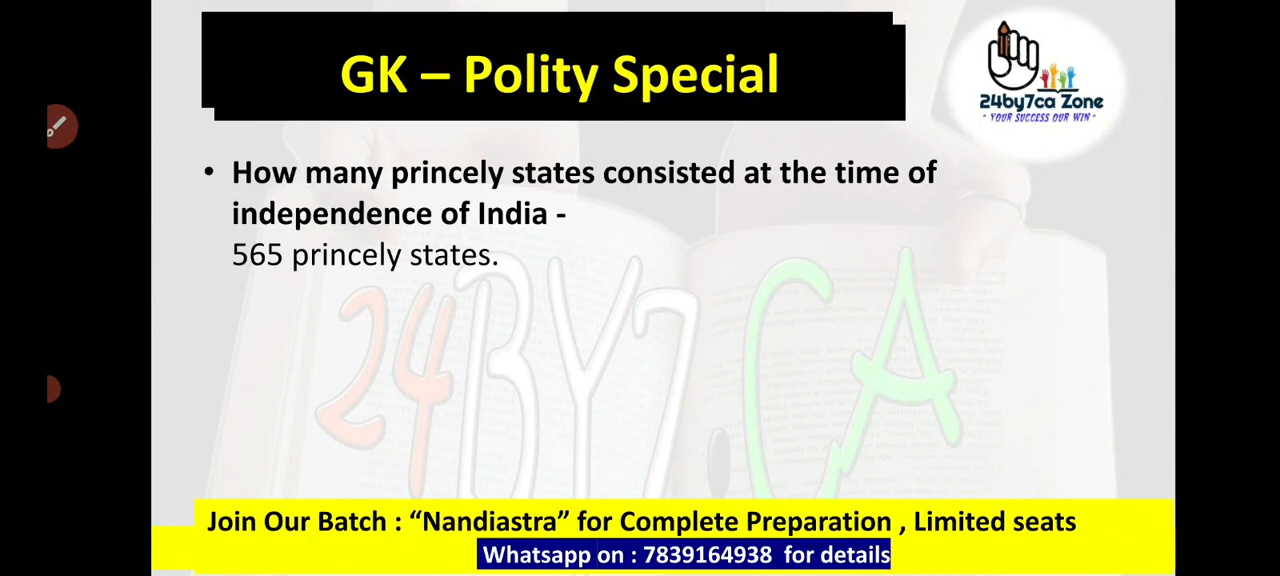 GK – Polity Special
24by7ca Zone
" YOUR SUCCESS OUR WIN "
• How many princely states consisted at the time of
independence of India -
565 princely states.
24BY7.CA
Join Our Batch : “Nandiastra” for Complete Preparation , Limited seats
Whatsapp on : 7839164938 for details